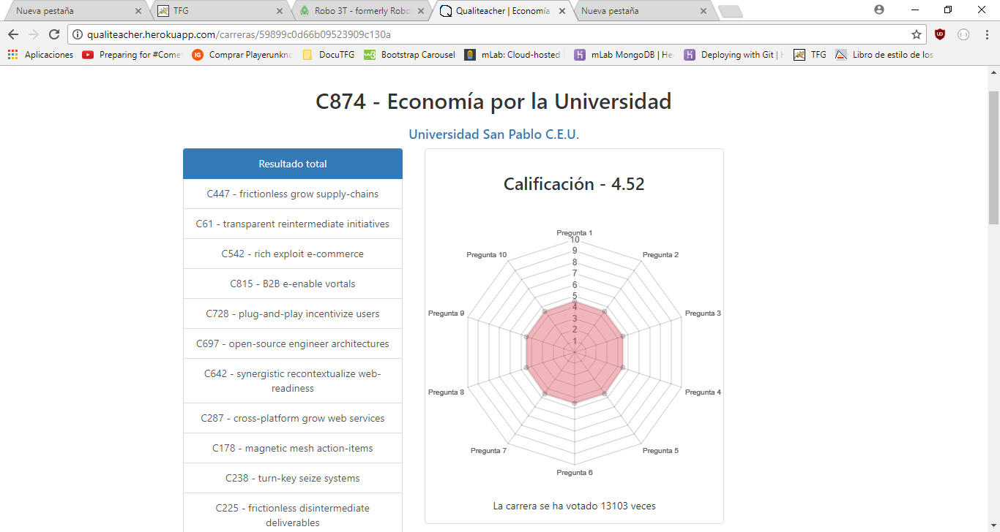 Nueva pestaña
TFG
Robo 3T - formerly Robo
Qualiteacher | Economía
Nueva pestaña
qualiteacher.herokuapp.com/carreras/59899c0d66b09523909c130a
Aplicaciones
Preparing for #Come
Comprar Playerunkno
DocuTFG
Bootstrap Carousel
mLab: Cloud-hosted
mLab MongoDB | He
Deploying with Git | H
TFG
Libro de estilo de los
C874 - Economía por la Universidad
Universidad San Pablo C.E.U.
Resultado total
C447 - frictionless grow supply-chains
C61 - transparent reintermediate initiatives
C542 - rich exploit e-commerce
C815 - B2B e-enable vortals
C728 - plug-and-play incentivize users
C697 - open-source engineer architectures
C642 - synergistic recontextualize web-
readiness
C287 - cross-platform grow web services
C178 - magnetic mesh action-items
C238 - turn-key seize systems
C225 - frictionless disintermediate
deliverables
Calificación - 4.52
Pregunta 1
10
9
8
7
6
5
4
3
2
1
Pregunta 2
Pregunta 3
Pregunta 4
Pregunta 5
Pregunta 6
Pregunta 7
Pregunta 8
Pregunta 9
Pregunta 10
La carrera se ha votado 13103 veces